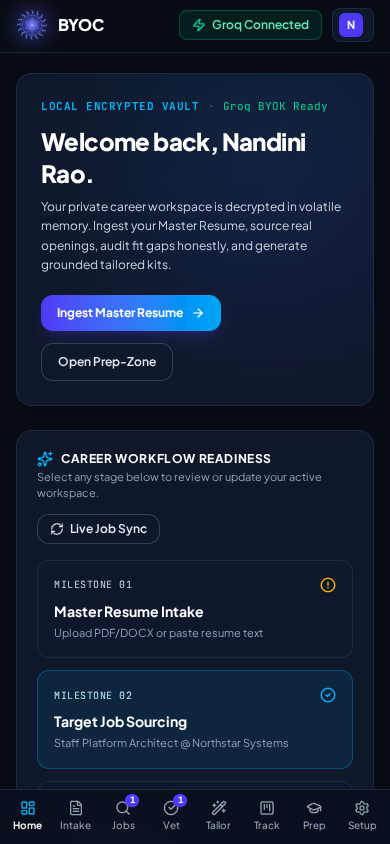 BYOC
Groq Connected
N
LOCAL ENCRYPTED VAULT · Groq BYOK Ready
Welcome back, Nandini
Rao.
Your private career workspace is decrypted in volatile
memory. Ingest your Master Resume, source real
openings, audit fit gaps honestly, and generate
grounded tailored kits.
Ingest Master Resume
Open Prep-Zone
CAREER WORKFLOW READINESS
Select any stage below to review or update your active
workspace.
Live Job Sync
MILESTONE 01
Master Resume Intake
Upload PDF/DOCX or paste resume text
MILESTONE 02
Target Job Sourcing
Staff Platform Architect @ Northstar Systems
1 1
Home Intake Jobs Vet Tailor Track Prep Setup